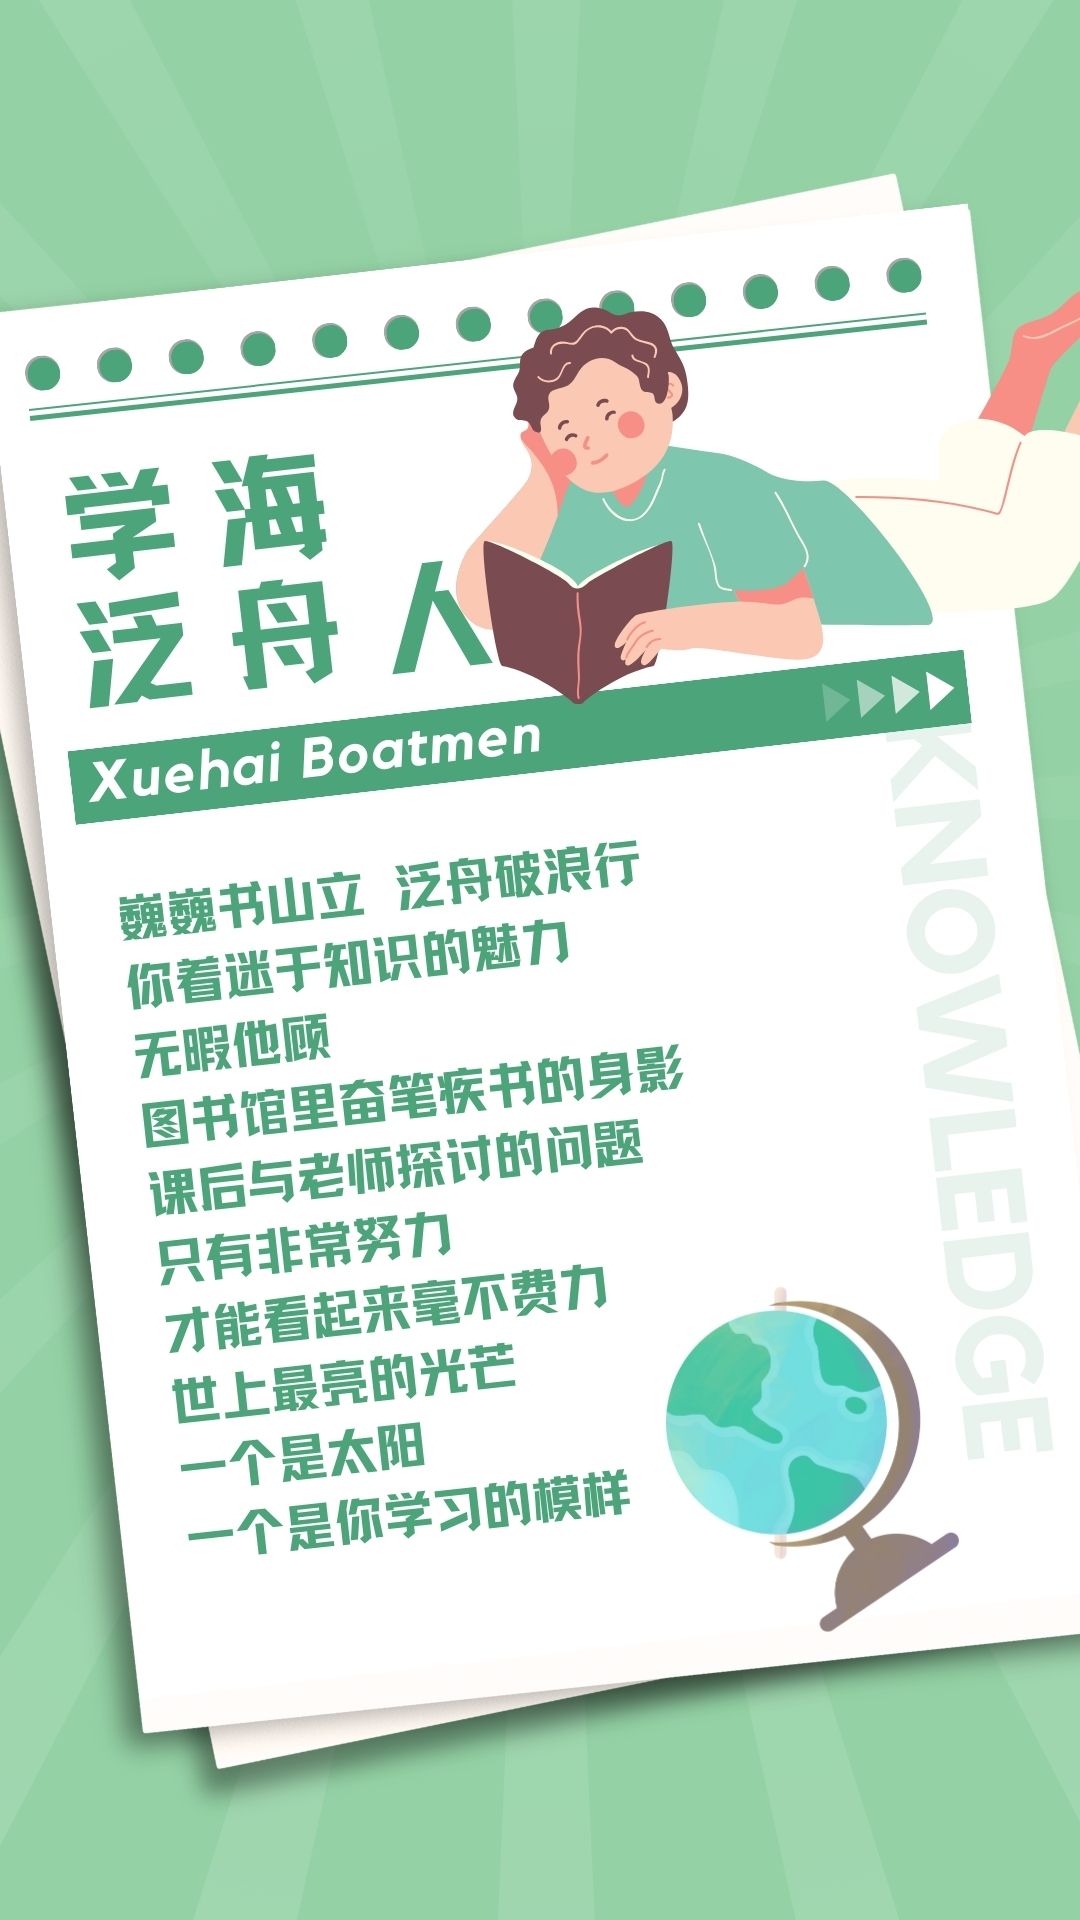 学海
泛舟人
Xuehai Boatmen
巍巍书山立 泛舟破浪行
你着迷于知识的魅力
无暇他顾
图书馆里奋笔疾书的身影
课后与老师探讨的问题
只有非常努力
才能看起来毫不费力
世上最亮的光芒
一个是太阳
一个是你学习的模样
KNOWLEDGE